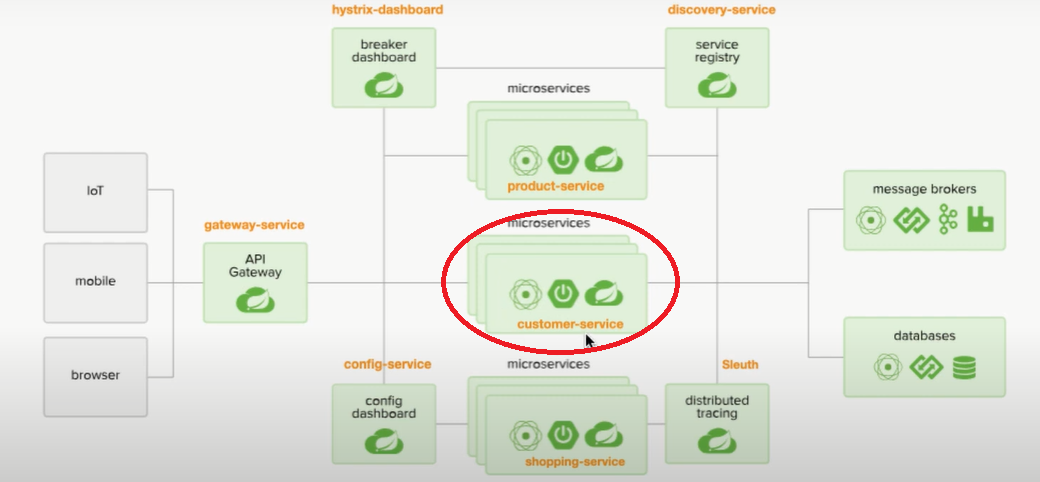 hystrix-dashboard
discovery-service
breaker
dashboard
service
registry
microservices
product-service
IoT
mobile
browser
gateway-service
API
Gateway
microservices
customer-service
message brokers
databases
config-service
config
dashboard
microservices
shopping-service
Sleuth
distributed
tracing